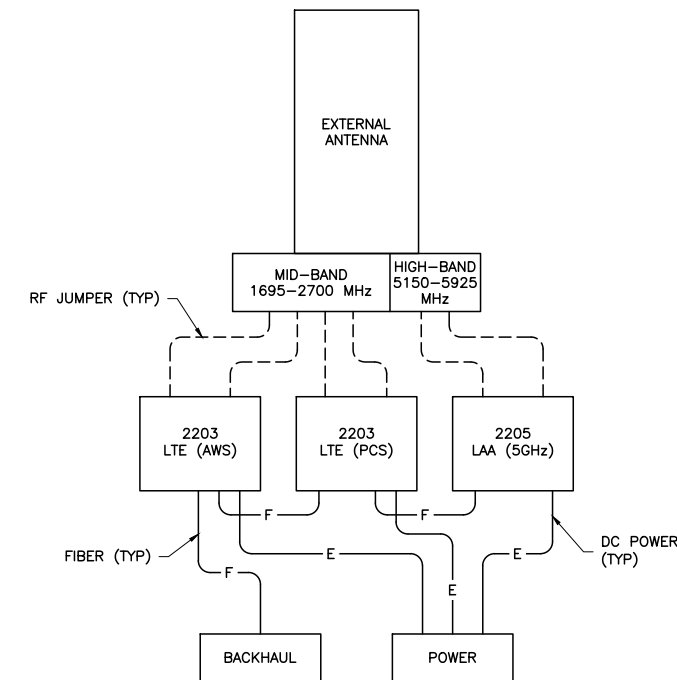 EXTERNAL
ANTENNA
MID-BAND
1695-2700 MHz
HIGH-BAND
5150-5925
MHz
RF JUMPER (TYP)
2203
LTE (AWS)
2203
LTE (PCS)
2205
LAA (5GHz)
F
F
DC POWER
(TYP)
FIBER (TYP)
E
E
F
E
BACKHAUL
POWER